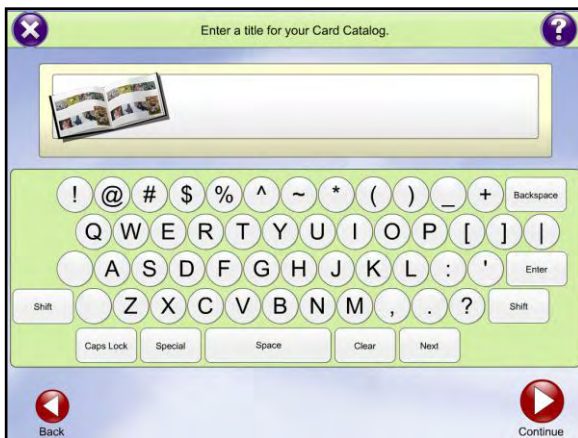 Enter a title for your Card Catalog.
! @ # $ % ^ ~ * ( ) _ + Backspace
Q W E R T Y U I O P [ ] |
A S D F G H J K L : ' Enter
Shift Z X C V B N M , . ? Shift
Caps Lock Special Space Clear Next
Back Continue